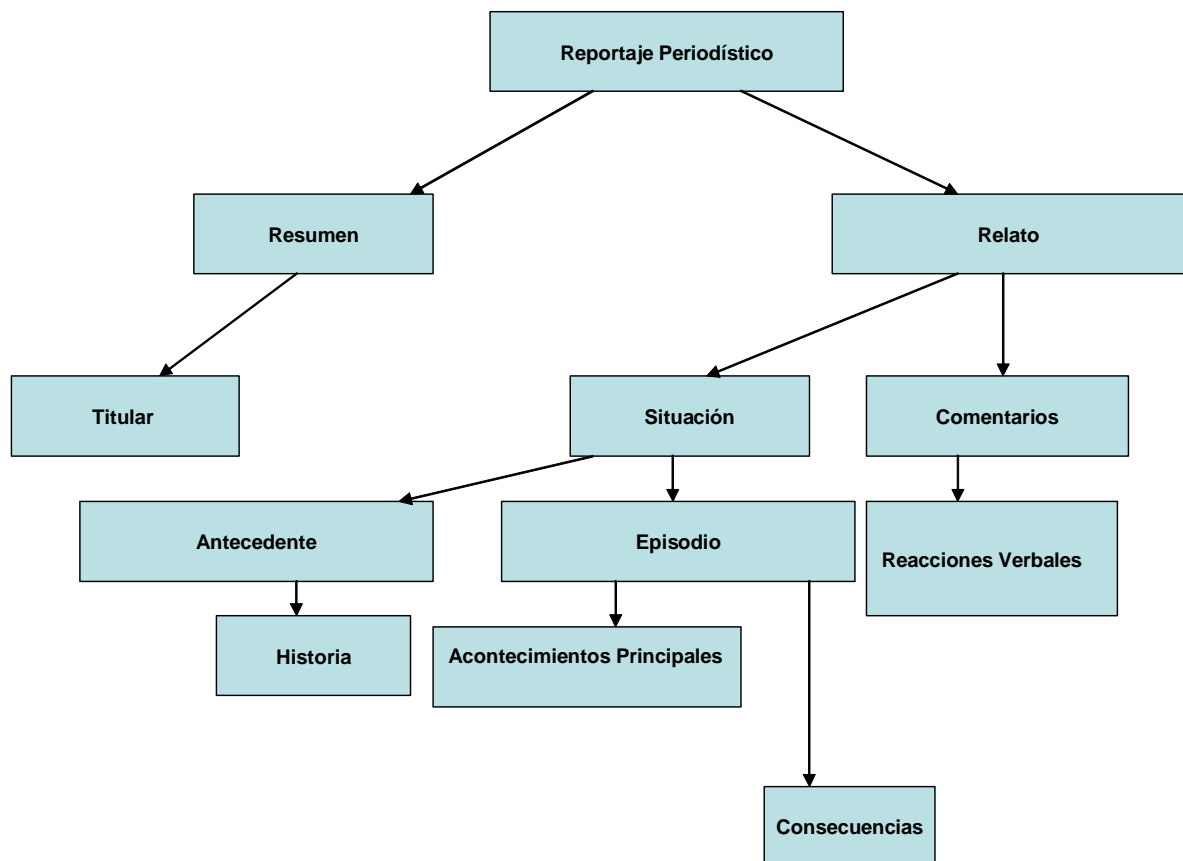 Reportaje Periodístico
Resumen
Relato
Titular
Situación
Comentarios
Antecedente
Episodio
Reacciones Verbales
Historia
Acontecimientos Principales
Consecuencias